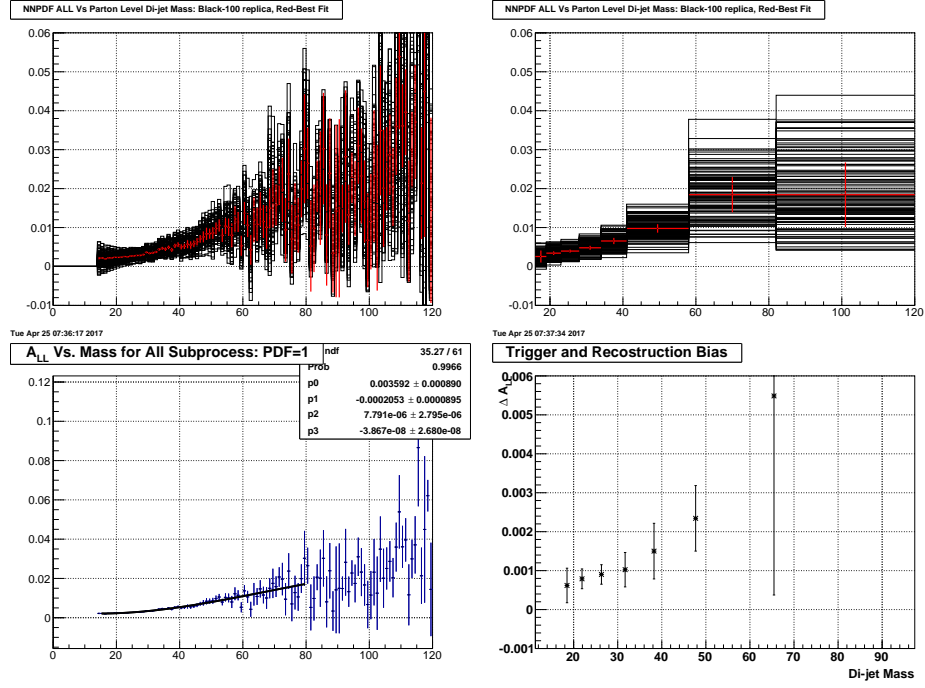 NNPDF ALL Vs Parton Level Di-jet Mass: Black-100 replica, Red-Best Fit
0.06
0.05
0.04
0.03
0.02
0.01
0
-0.01
0 20 40 60 80 100 120
Tue Apr 25 07:36:17 2017
NNPDF ALL Vs Parton Level Di-jet Mass: Black-100 replica, Red-Best Fit
0.06
0.05
0.04
0.03
0.02
0.01
0
-0.01
20 40 60 80 100 120
Tue Apr 25 07:37:34 2017
A_LL Vs. Mass for All Subprocess: PDF=1
ndf 35.27 / 61
Prob 0.9966
p0 0.003592 ± 0.000890
p1 -0.0002053 ± 0.0000895
p2 7.791e-06 ± 2.795e-06
p3 -3.867e-08 ± 2.680e-08
0.12
0.1
0.08
0.06
0.04
0.02
0
0 20 40 60 80 100 120
Trigger and Recostruction Bias
Δ A_L
0.006
0.005
0.004
0.003
0.002
0.001
0
-0.001
20 30 40 50 60 70 80 90
Di-jet Mass